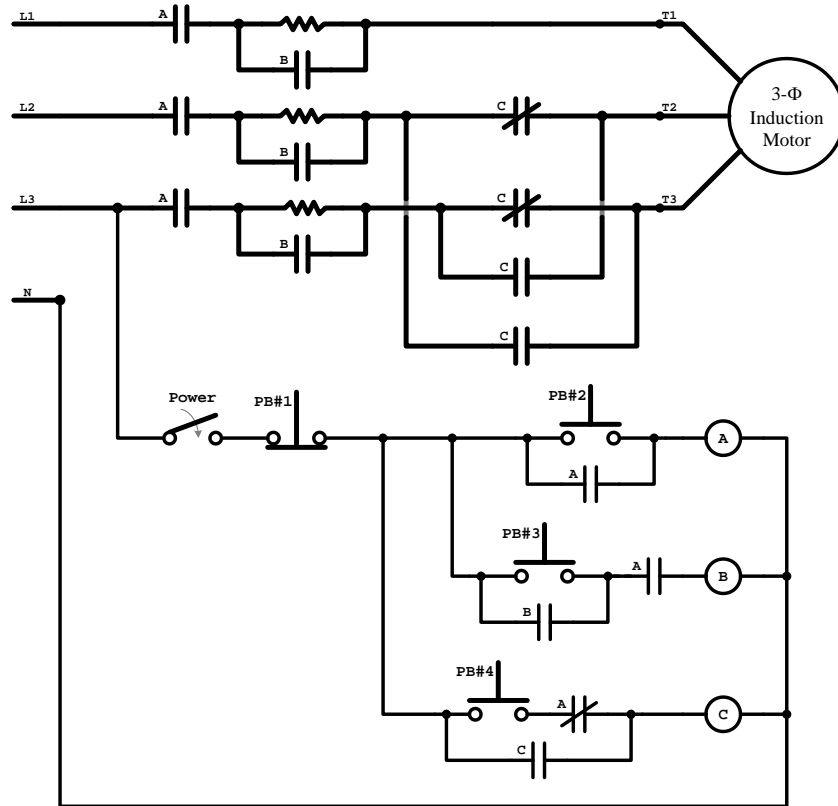 L1
A
T1
B
L2
A
C
T2
3-Φ
Induction
Motor
B
L3
A
C
T3
B
C
N
C
Power
PB#1
PB#2
A
A
PB#3
A
B
B
PB#4
A
C
C